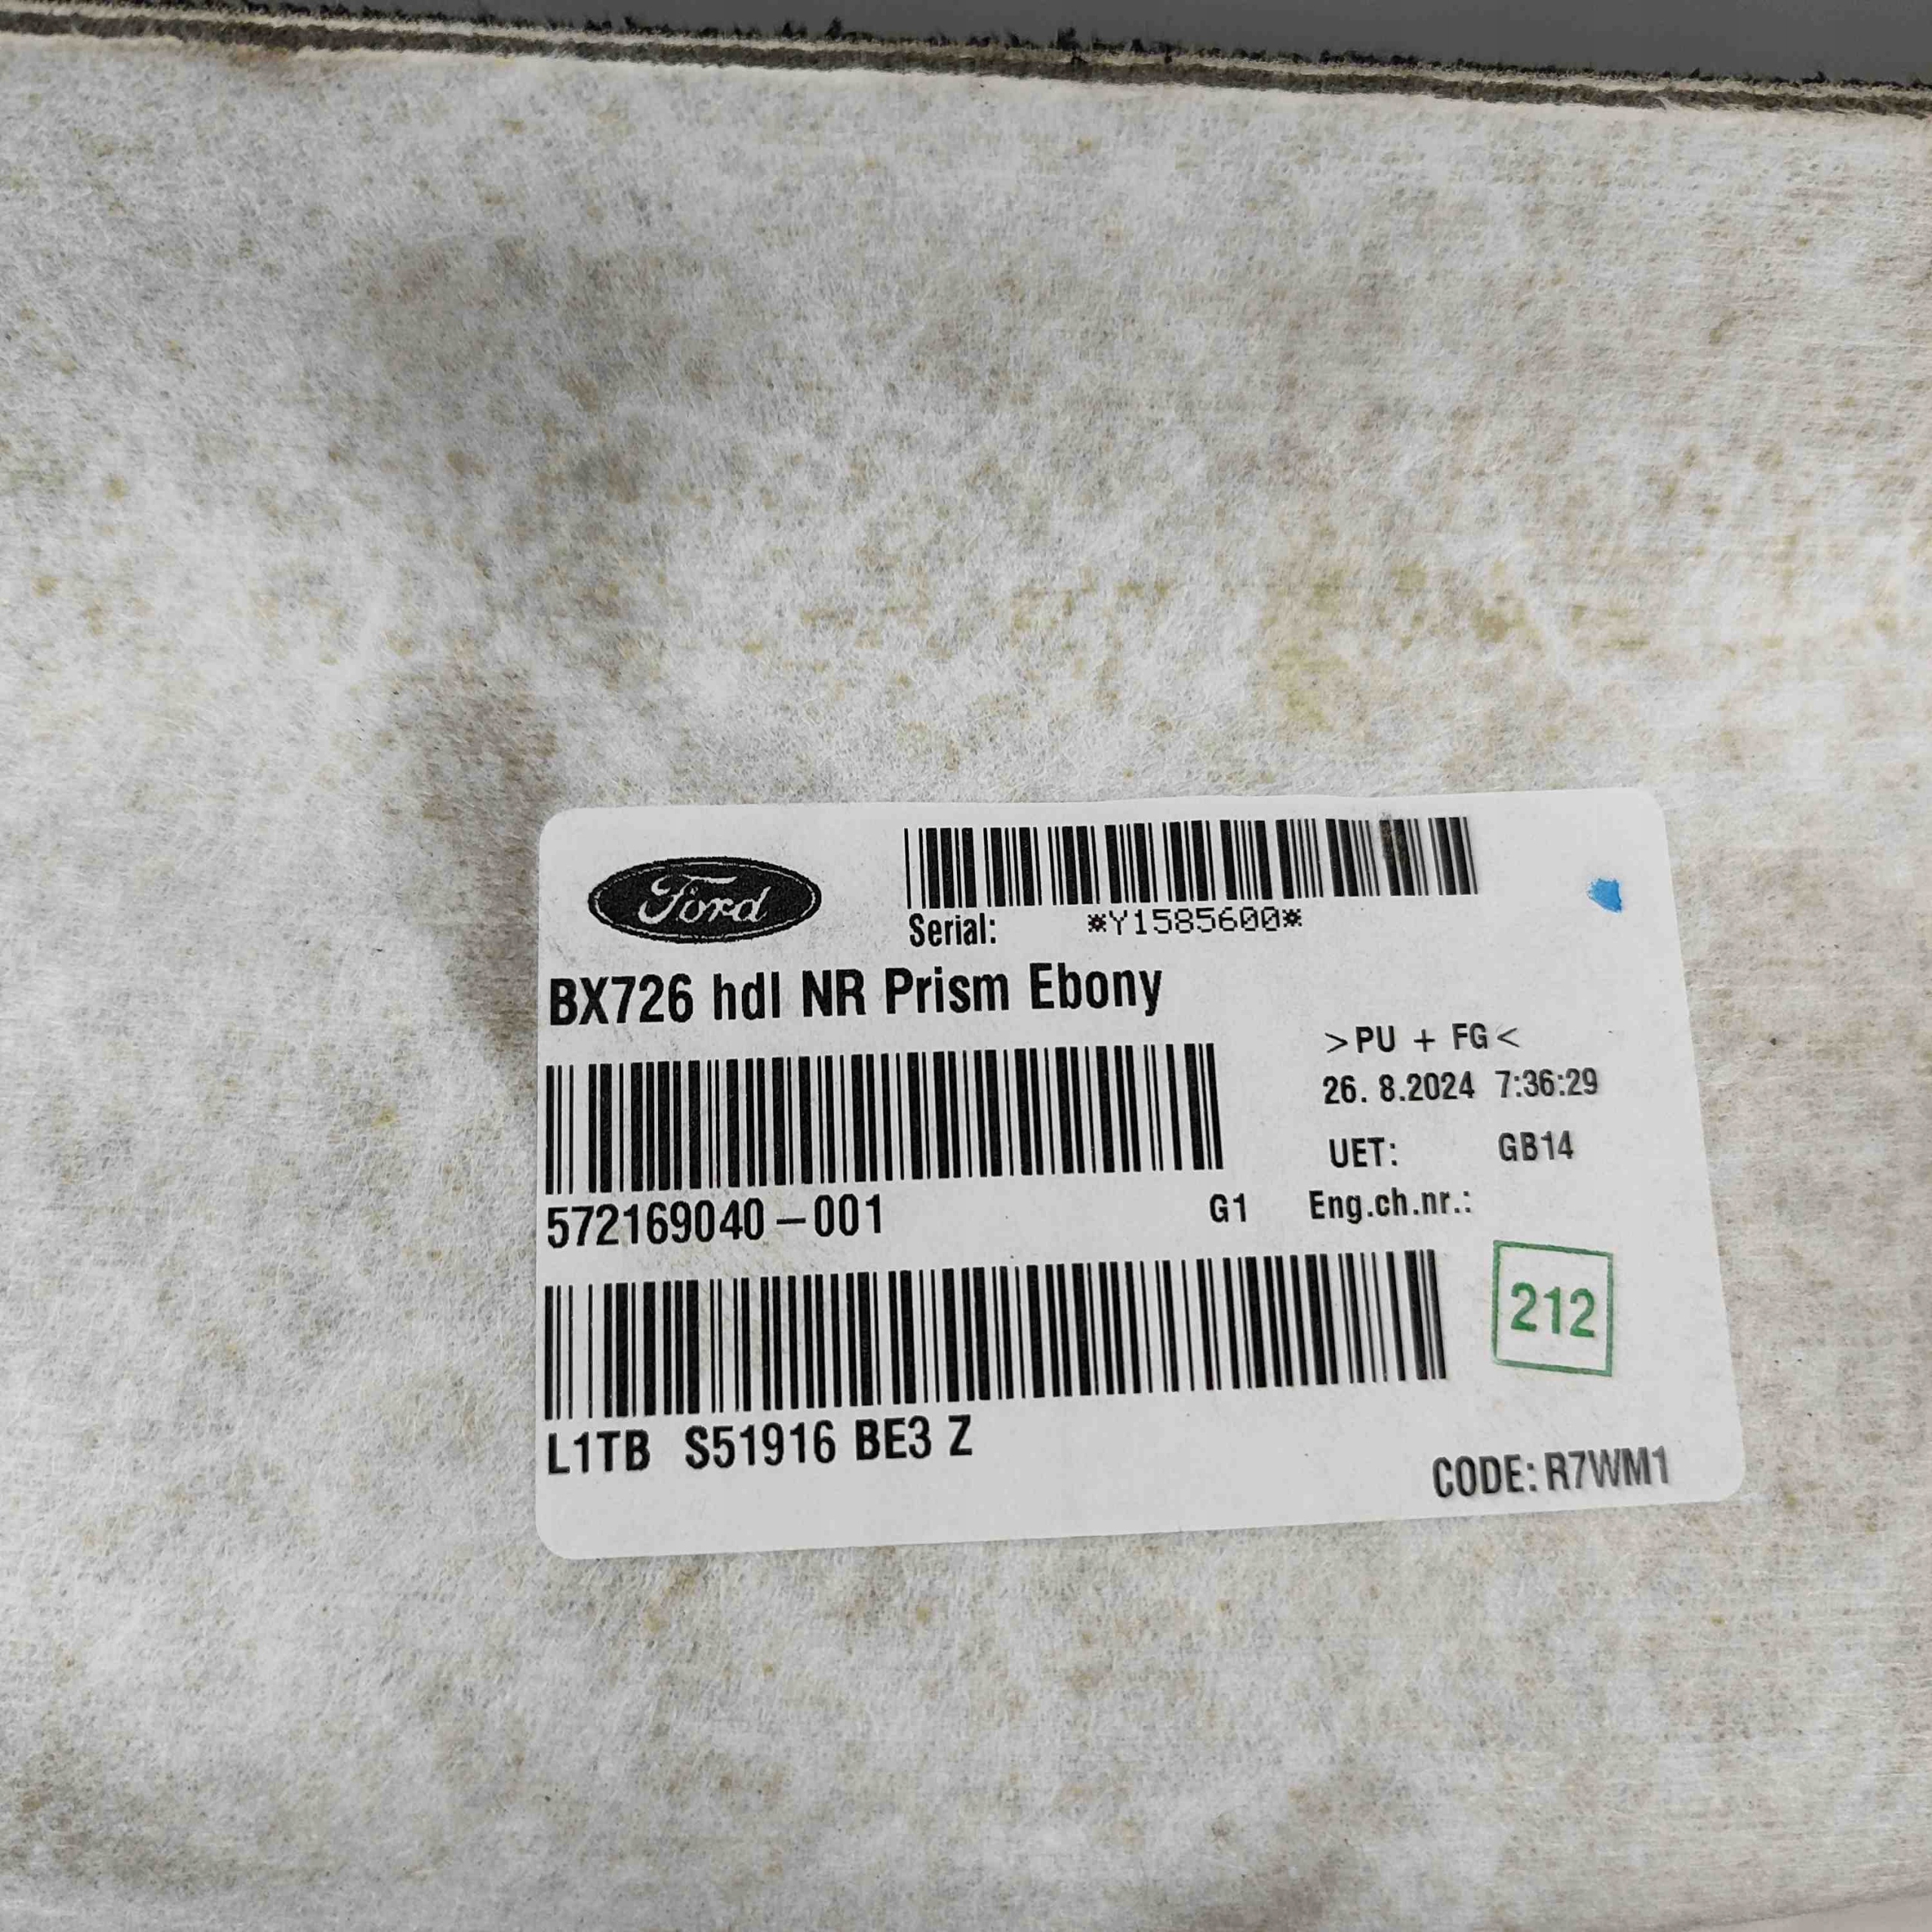 Ford
Serial: *Y1585600*
BX726 hdl NR Prism Ebony
>PU + FG<
26. 8.2024 7:36:29
UET: GB14
572169040-001 G1 Eng.ch.nr.:
212
L1TB S51916 BE3 Z
CODE: R7WM1